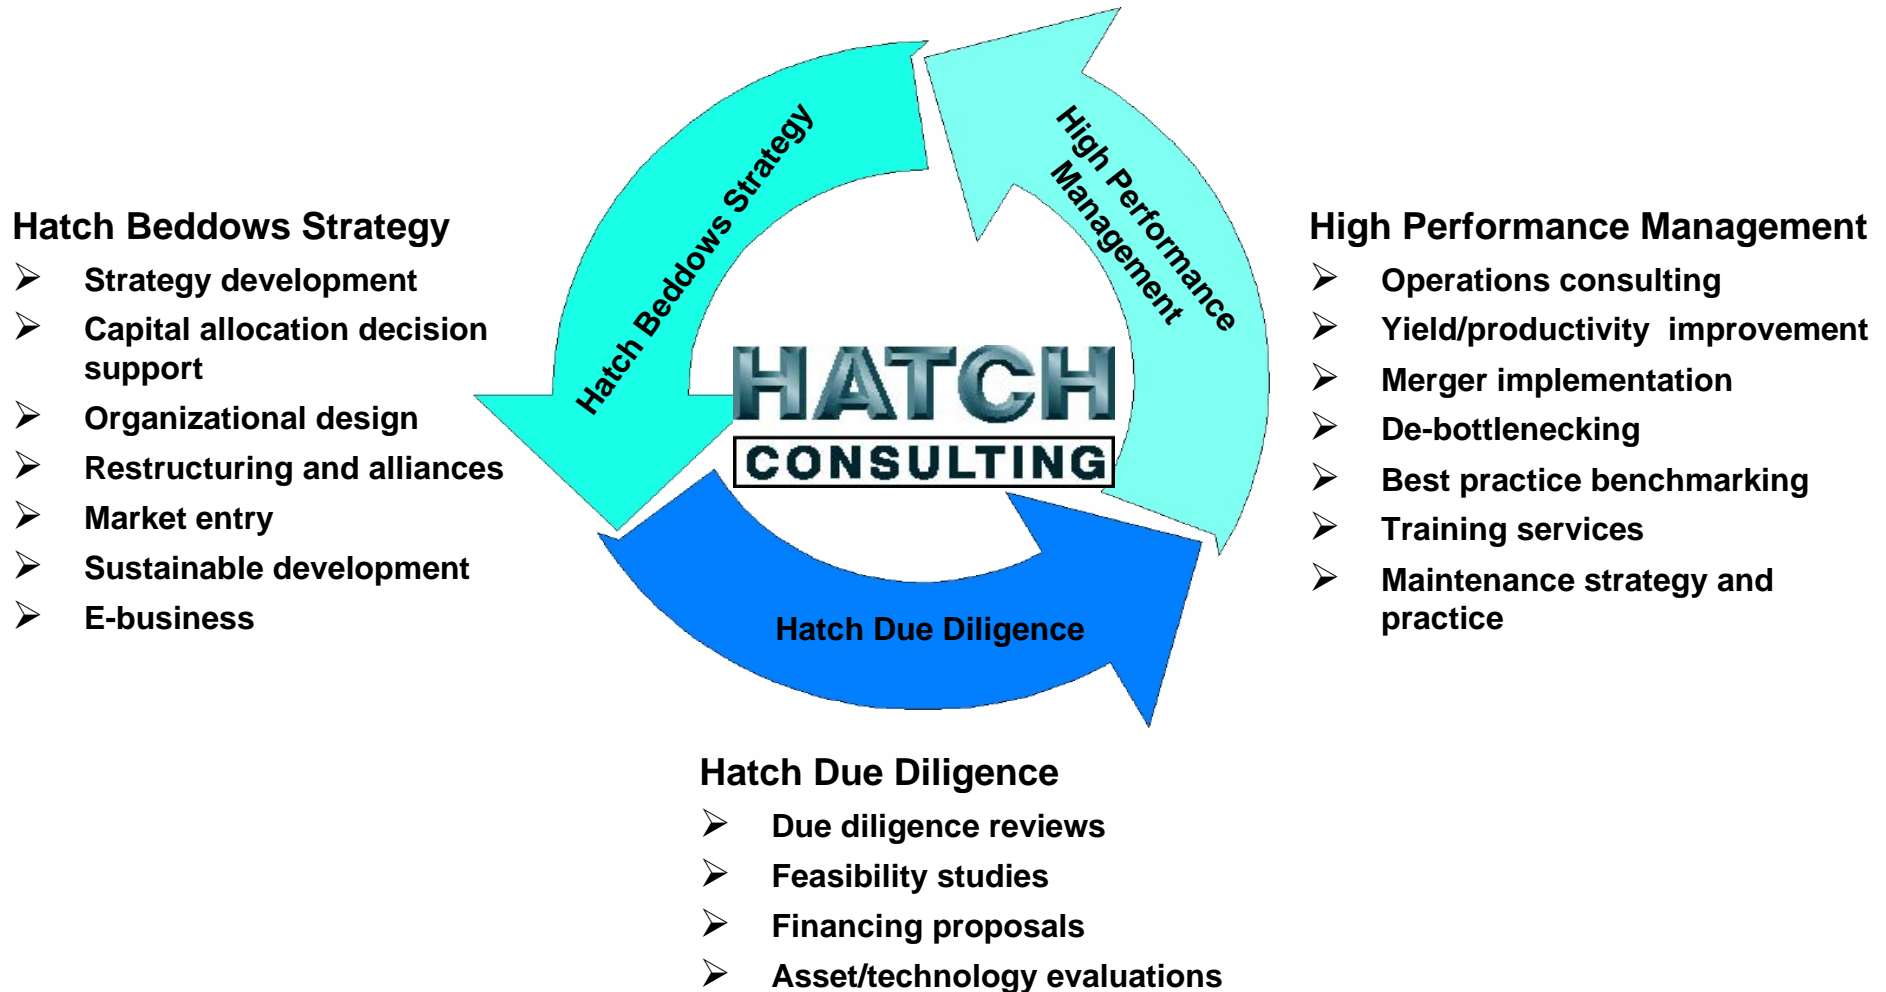 Hatch Beddows Strategy
High Performance
Management
HATCH
CONSULTING
Hatch Due Diligence
Hatch Beddows Strategy
➢ Strategy development
➢ Capital allocation decision
support
➢ Organizational design
➢ Restructuring and alliances
➢ Market entry
➢ Sustainable development
➢ E-business
High Performance Management
➢ Operations consulting
➢ Yield/productivity  improvement
➢ Merger implementation
➢ De-bottlenecking
➢ Best practice benchmarking
➢ Training services
➢ Maintenance strategy and
practice
Hatch Due Diligence
➢ Due diligence reviews
➢ Feasibility studies
➢ Financing proposals
➢ Asset/technology evaluations